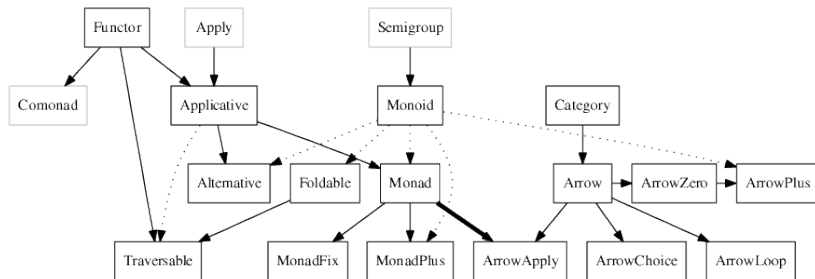 Functor
Apply
Semigroup
Comonad
Applicative
Monoid
Category
Alternative
Foldable
Monad
Arrow
ArrowZero
ArrowPlus
Traversable
MonadFix
MonadPlus
ArrowApply
ArrowChoice
ArrowLoop